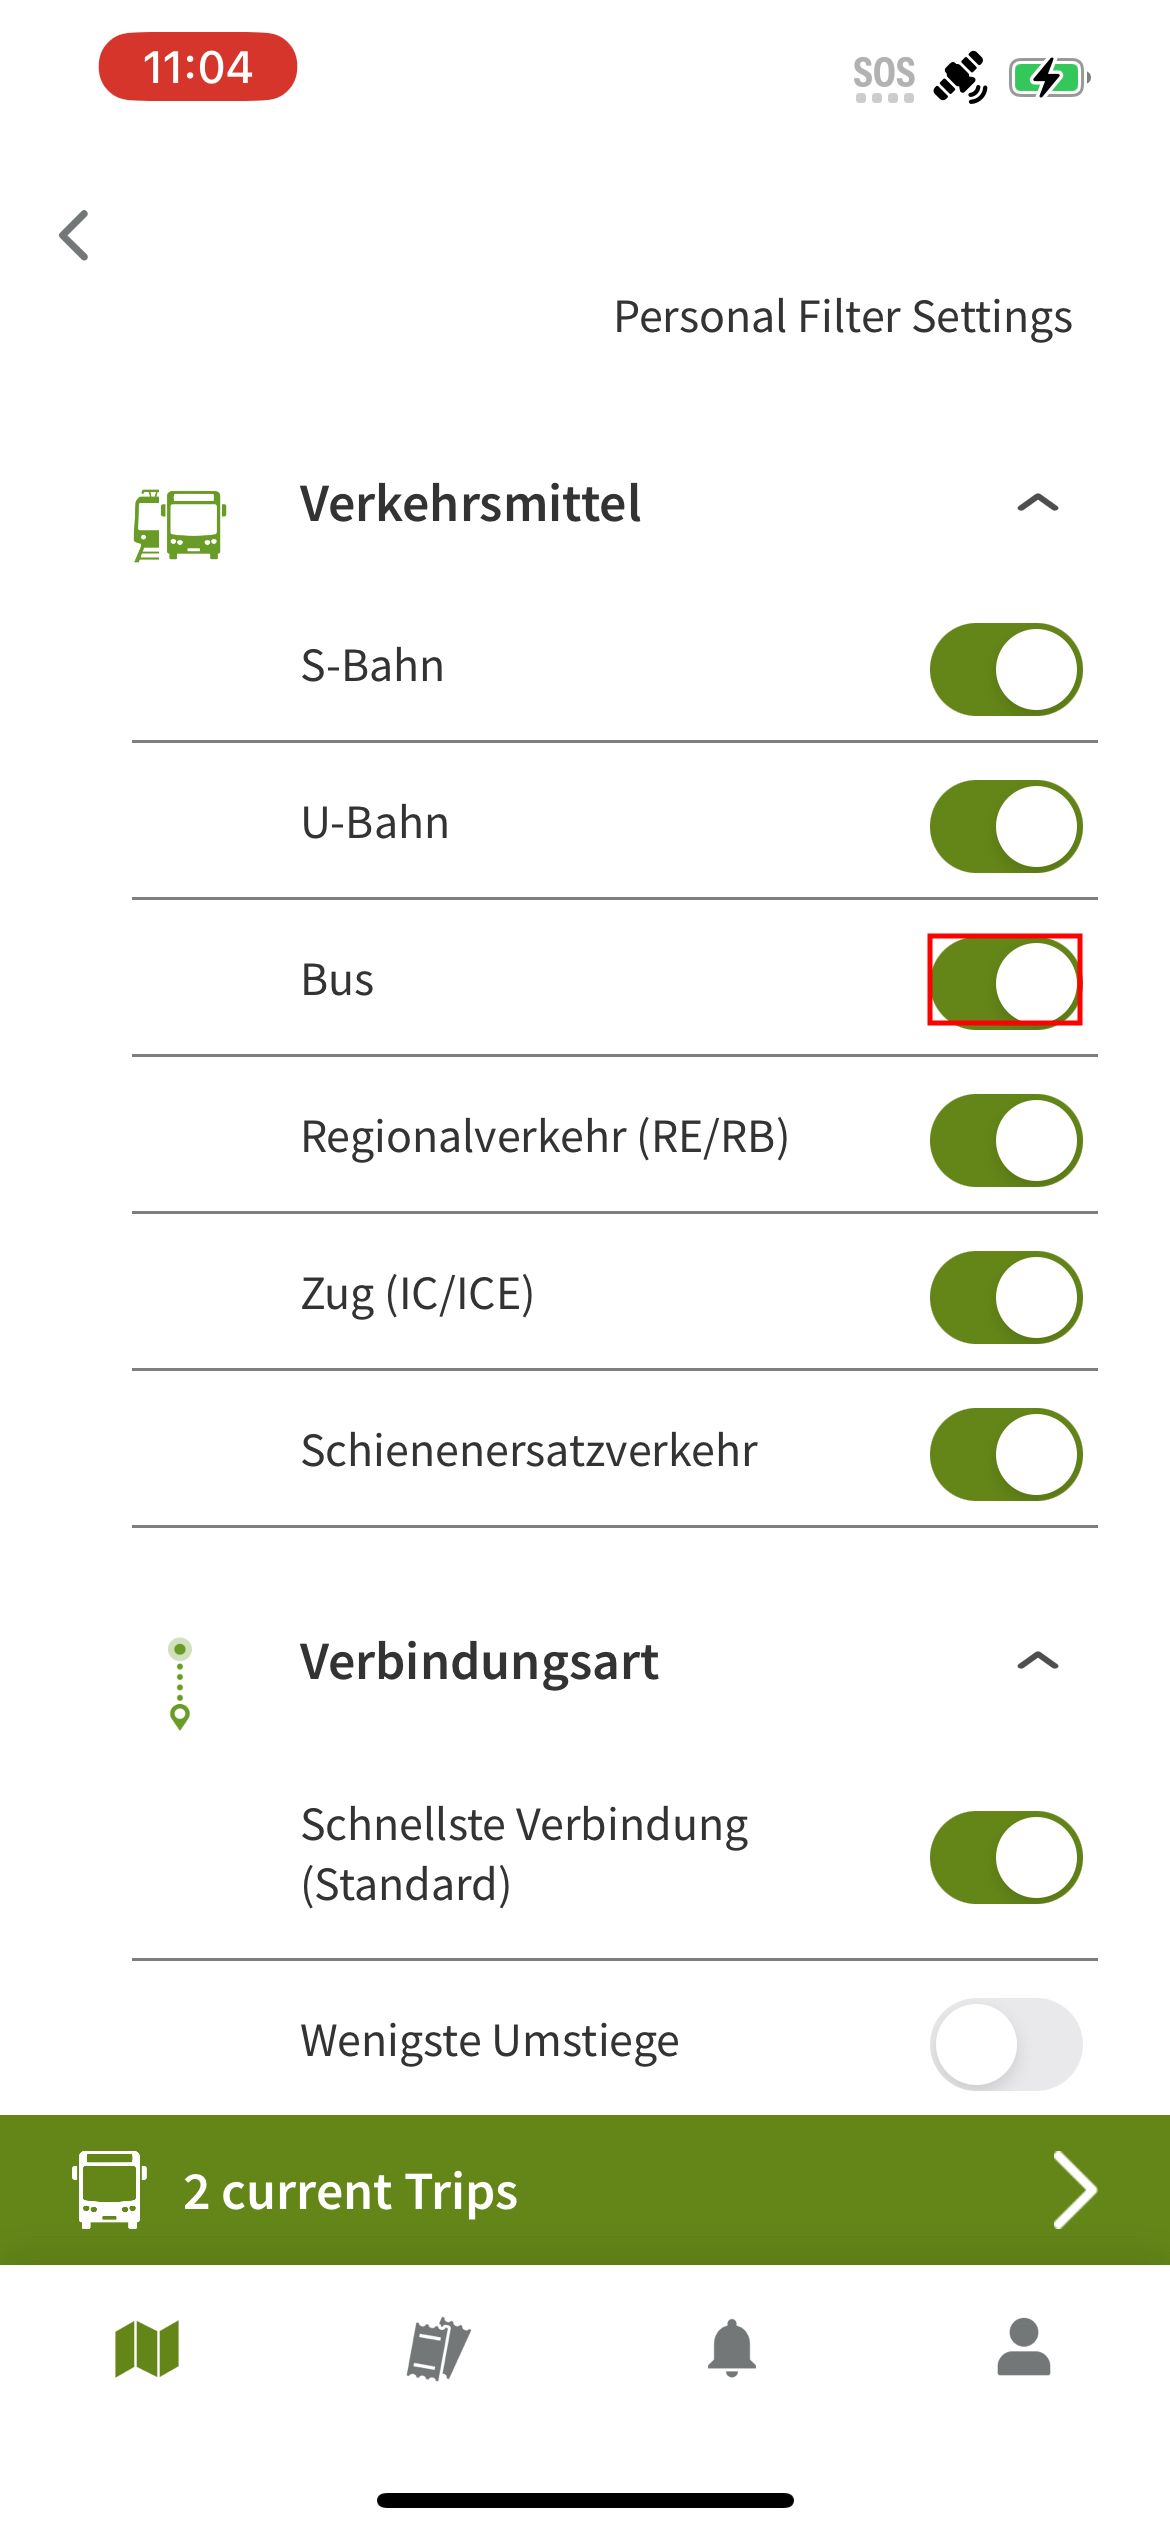 11:04
SOS
Personal Filter Settings
Verkehrsmittel
S-Bahn
U-Bahn
Bus
Regionalverkehr (RE/RB)
Zug (IC/ICE)
Schienenersatzverkehr
Verbindungsart
Schnellste Verbindung
(Standard)
Wenigste Umstiege
2 current Trips